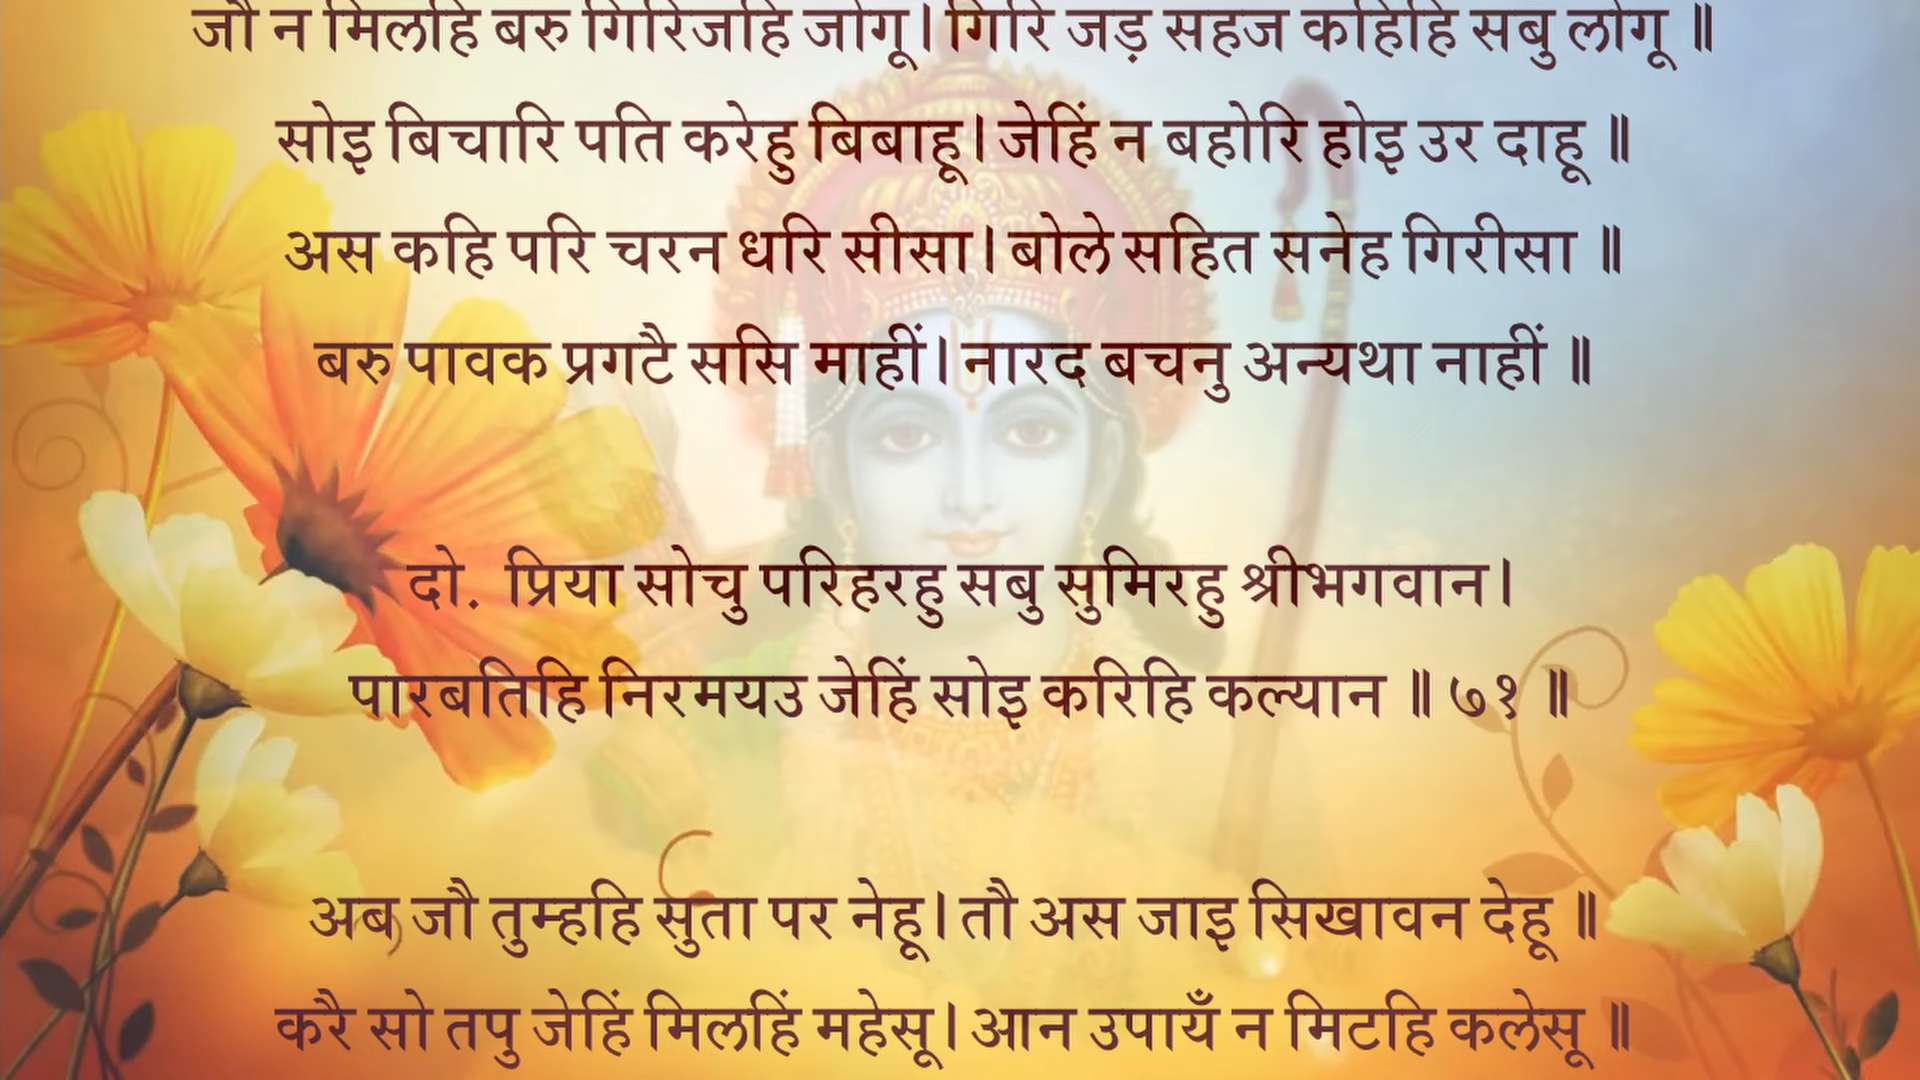 जौं न मिलहि बरु गिरिजहि जोगू। गिरि जड़ सहज कहिहि सबु लोगू ॥
सोइ बिचारि पति करेहु बिबाहू। जेहिं न बहोरि होइ उर दाहू ॥
अस कहि परि चरन धरि सीसा। बोले सहित सनेह गिरीसा ॥
बरु पावक प्रगटै ससि माहीं। नारद बचनु अन्यथा नाहीं ॥
दो. प्रिया सोचु परिहरहु सबु सुमिरहु श्रीभगवान।
पारबतिहि निरमयउ जेहिं सोइ करिहि कल्यान ॥ ७१ ॥
अब जौ तुम्हहि सुता पर नेहू। तौ अस जाइ सिखावन देहू ॥
करै सो तपु जेहिं मिलहिं महेसू। आन उपायँ न मिटहि कलेसू ॥